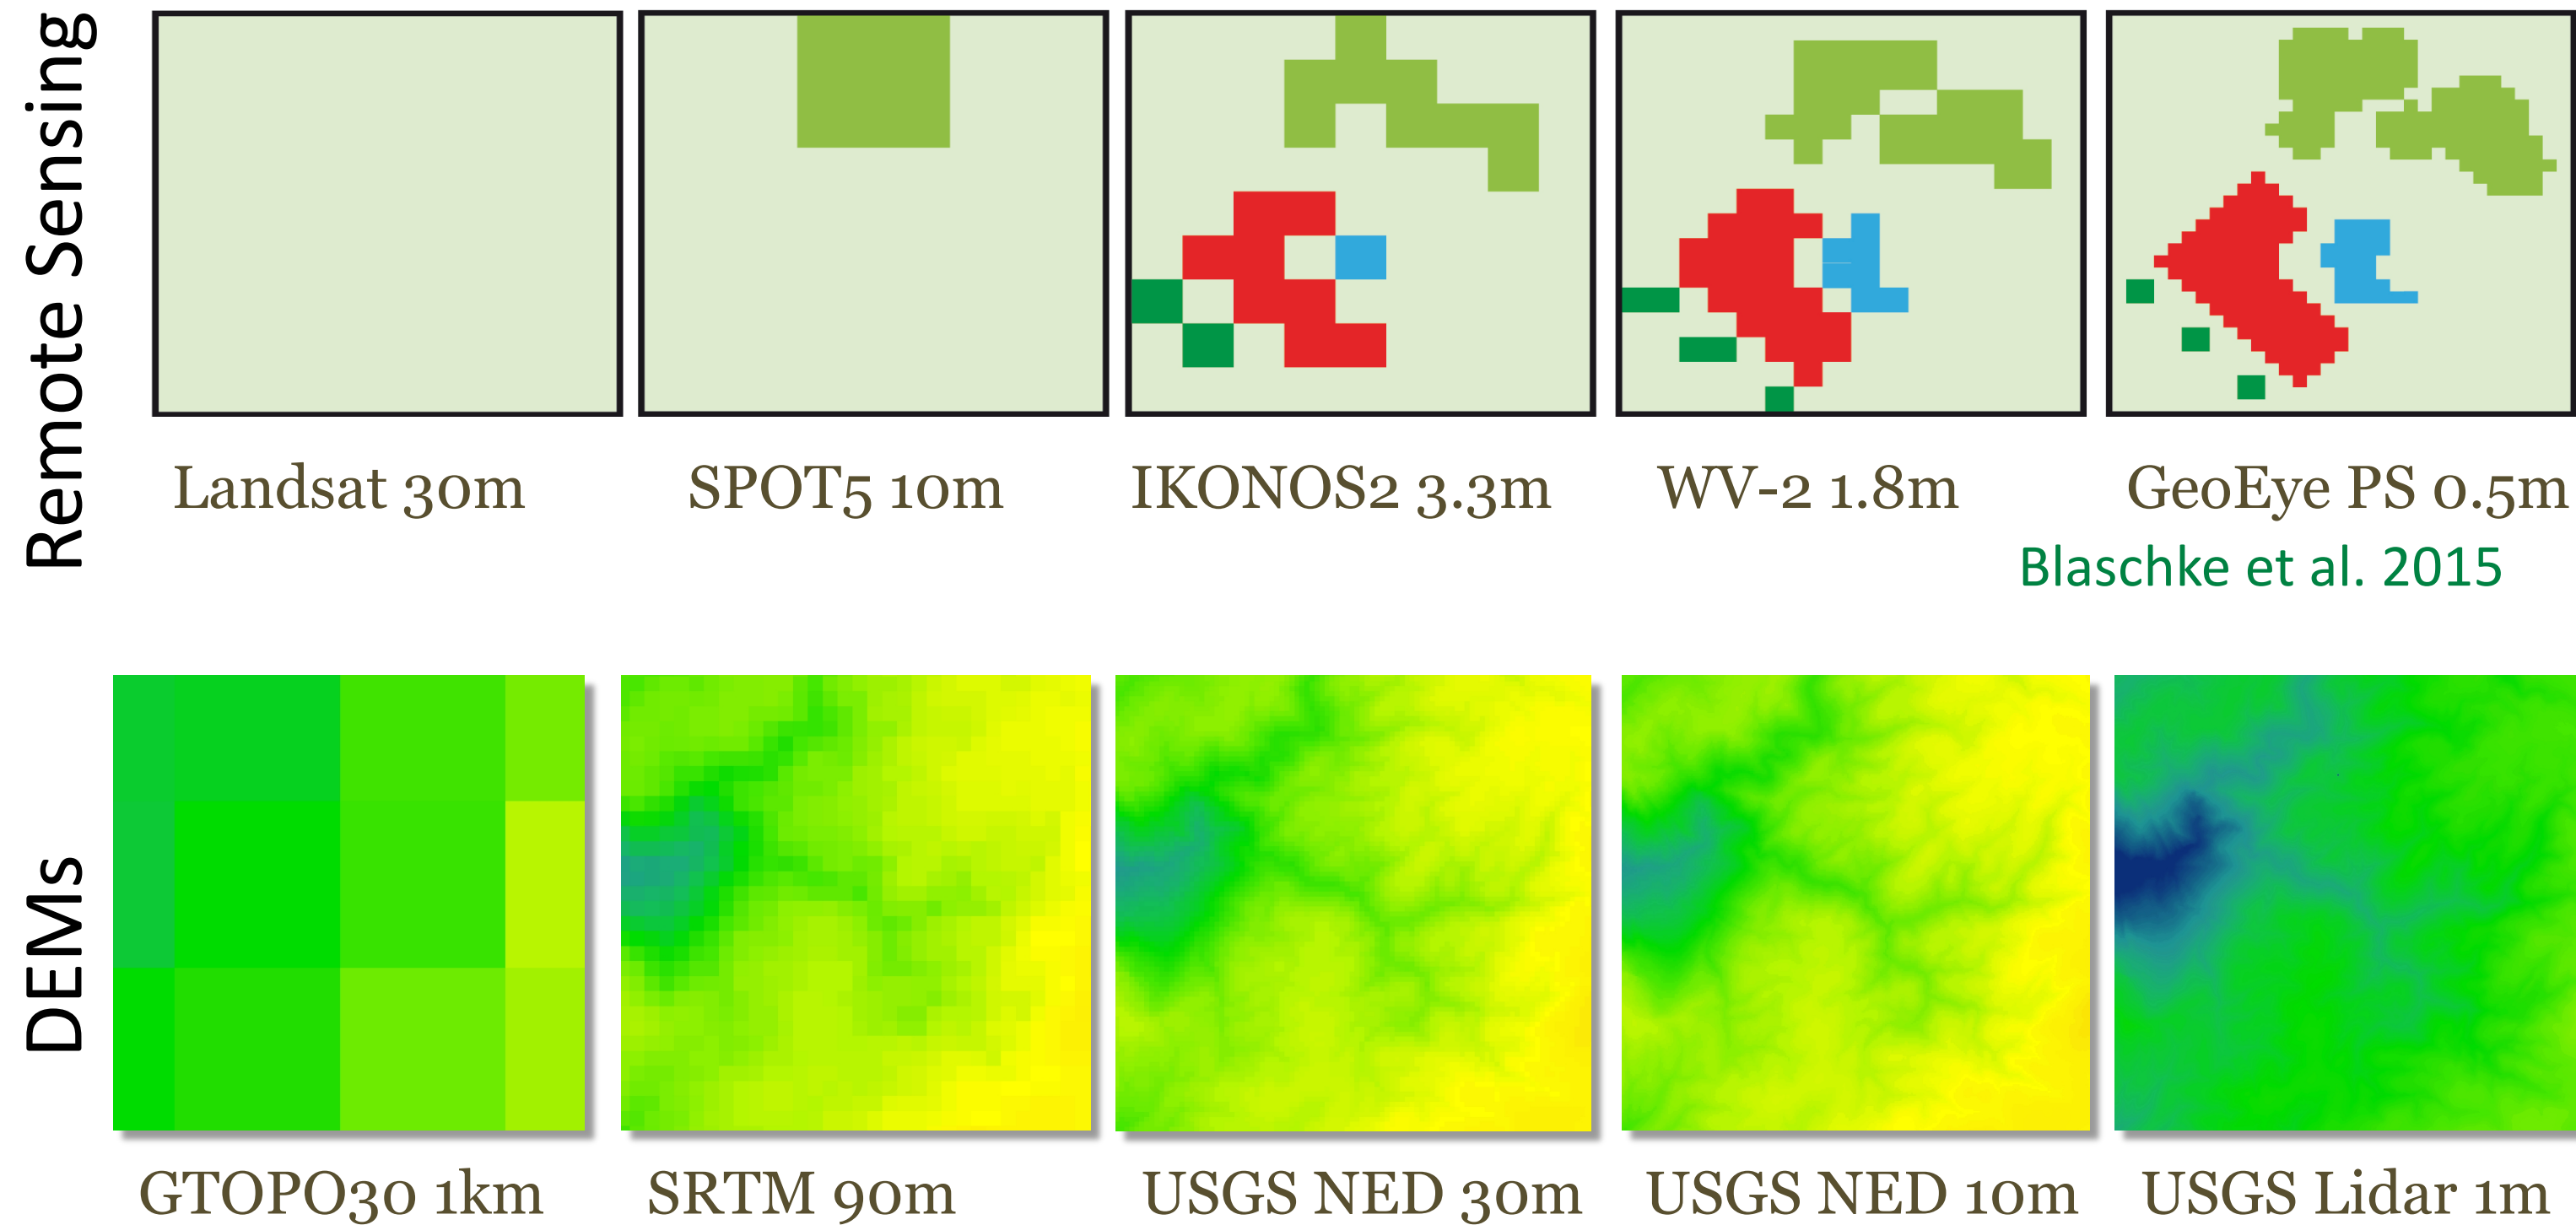 Remote Sensing
Landsat 30m
SPOT5 10m
IKONOS2 3.3m
WV-2 1.8m
GeoEye PS 0.5m
Blaschke et al. 2015
DEMs
GTOPO30 1km
SRTM 90m
USGS NED 30m
USGS NED 10m
USGS Lidar 1m